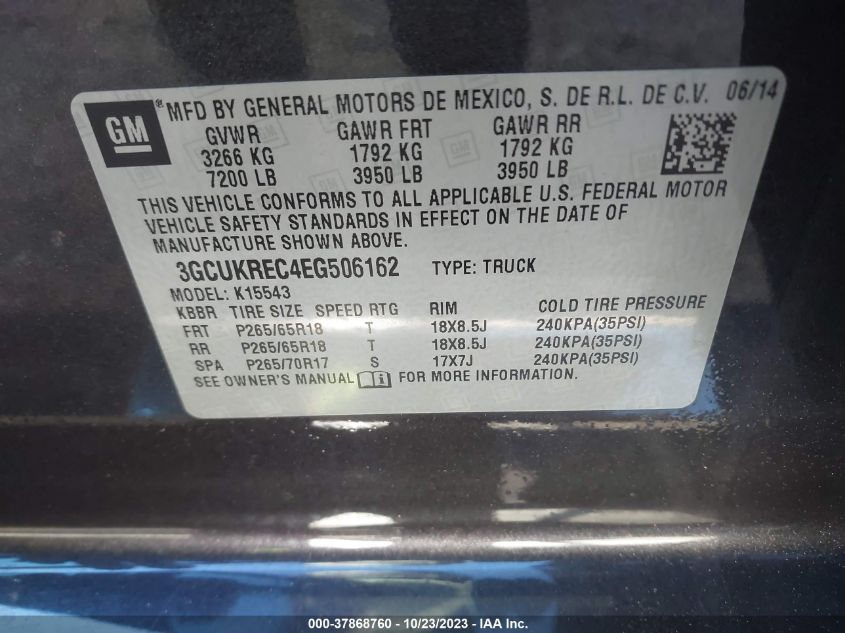 GM ® MFD BY GENERAL MOTORS DE MEXICO, S. DE R.L. DE C.V. 06/14
GVWR GAWR FRT GAWR RR
3266 KG 1792 KG 1792 KG
7200 LB 3950 LB 3950 LB
THIS VEHICLE CONFORMS TO ALL APPLICABLE U.S. FEDERAL MOTOR
VEHICLE SAFETY STANDARDS IN EFFECT ON THE DATE OF
MANUFACTURE SHOWN ABOVE.
3GCUKREC4EG506162 TYPE: TRUCK
MODEL: K15543
KBBR TIRE SIZE SPEED RTG RIM COLD TIRE PRESSURE
FRT P265/65R18 T 18X8.5J 240KPA(35PSI)
RR P265/65R18 T 18X8.5J 240KPA(35PSI)
SPA P265/70R17 S 17X7J 240KPA(35PSI)
SEE OWNER'S MANUAL FOR MORE INFORMATION.
000-37868760 - 10/23/2023 - IAA Inc.